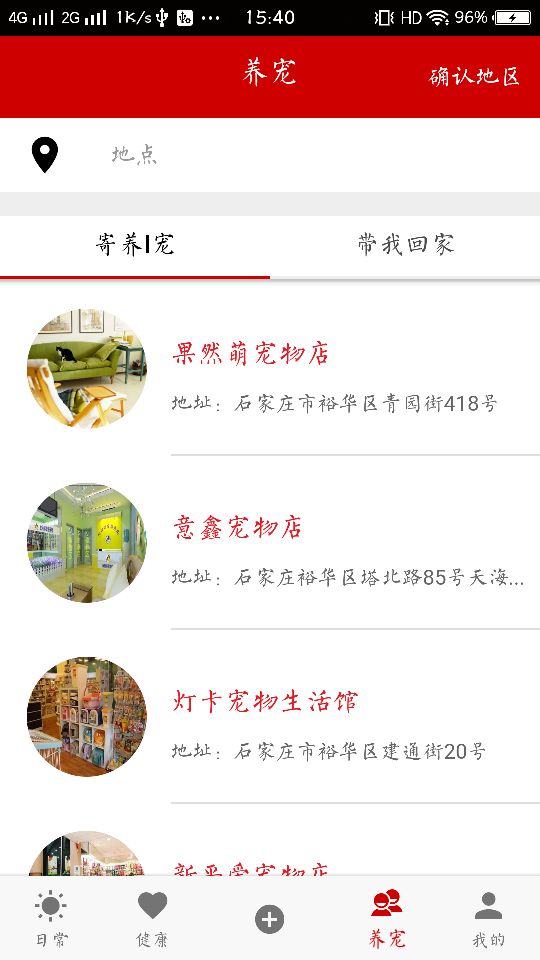 4G 2G 1K/s ··· 15:40 HD 96%
养宠
确认地区
地点
寄养|宠
带我回家
果然萌宠物店
地址：石家庄市裕华区青园街418号
意鑫宠物店
地址：石家庄裕华区塔北路85号天海...
灯卡宠物生活馆
地址：石家庄市裕华区建通街20号
日常
健康
养宠
我的